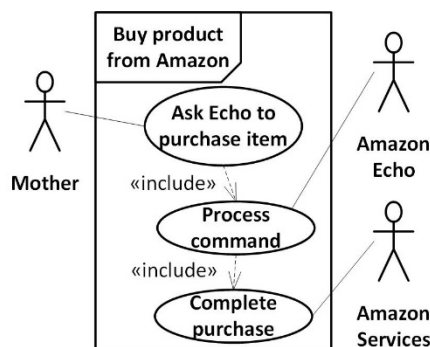 Buy product
from Amazon
Ask Echo to
purchase item
Mother
Amazon
Echo
«include»
Process
command
«include»
Complete
purchase
Amazon
Services